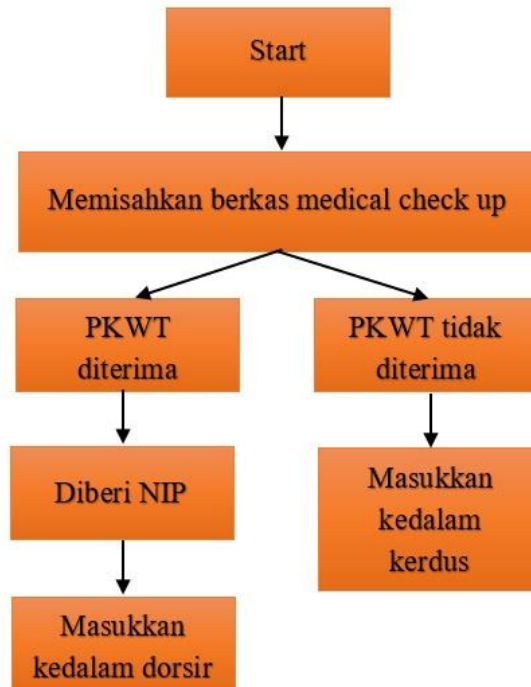 Start
Memisahkan berkas medical check up
PKWT
diterima
PKWT tidak
diterima
Diberi NIP
Masukkan
kedalam
kerdus
Masukkan
kedalam dorsir